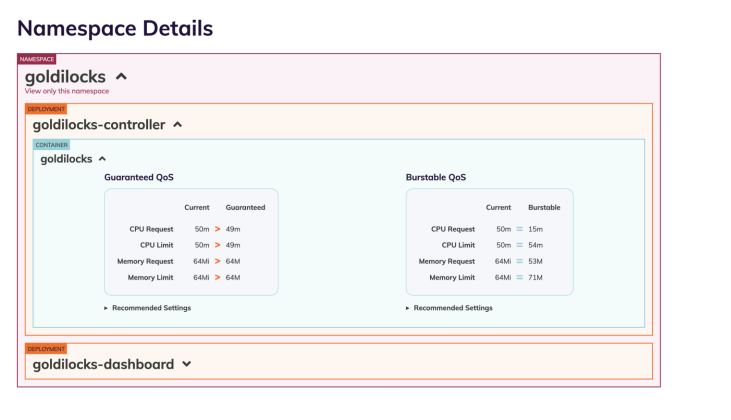 Namespace Details
NAMESPACE
goldilocks
View only this namespace
DEPLOYMENT
goldilocks-controller
CONTAINER
goldilocks
Guaranteed QoS
Current Guaranteed
CPU Request 50m > 49m
CPU Limit 50m > 49m
Memory Request 64Mi > 64M
Memory Limit 64Mi > 64M
▸ Recommended Settings
Burstable QoS
Current Burstable
CPU Request 50m = 15m
CPU Limit 50m = 54m
Memory Request 64Mi = 53M
Memory Limit 64Mi = 71M
▸ Recommended Settings
DEPLOYMENT
goldilocks-dashboard